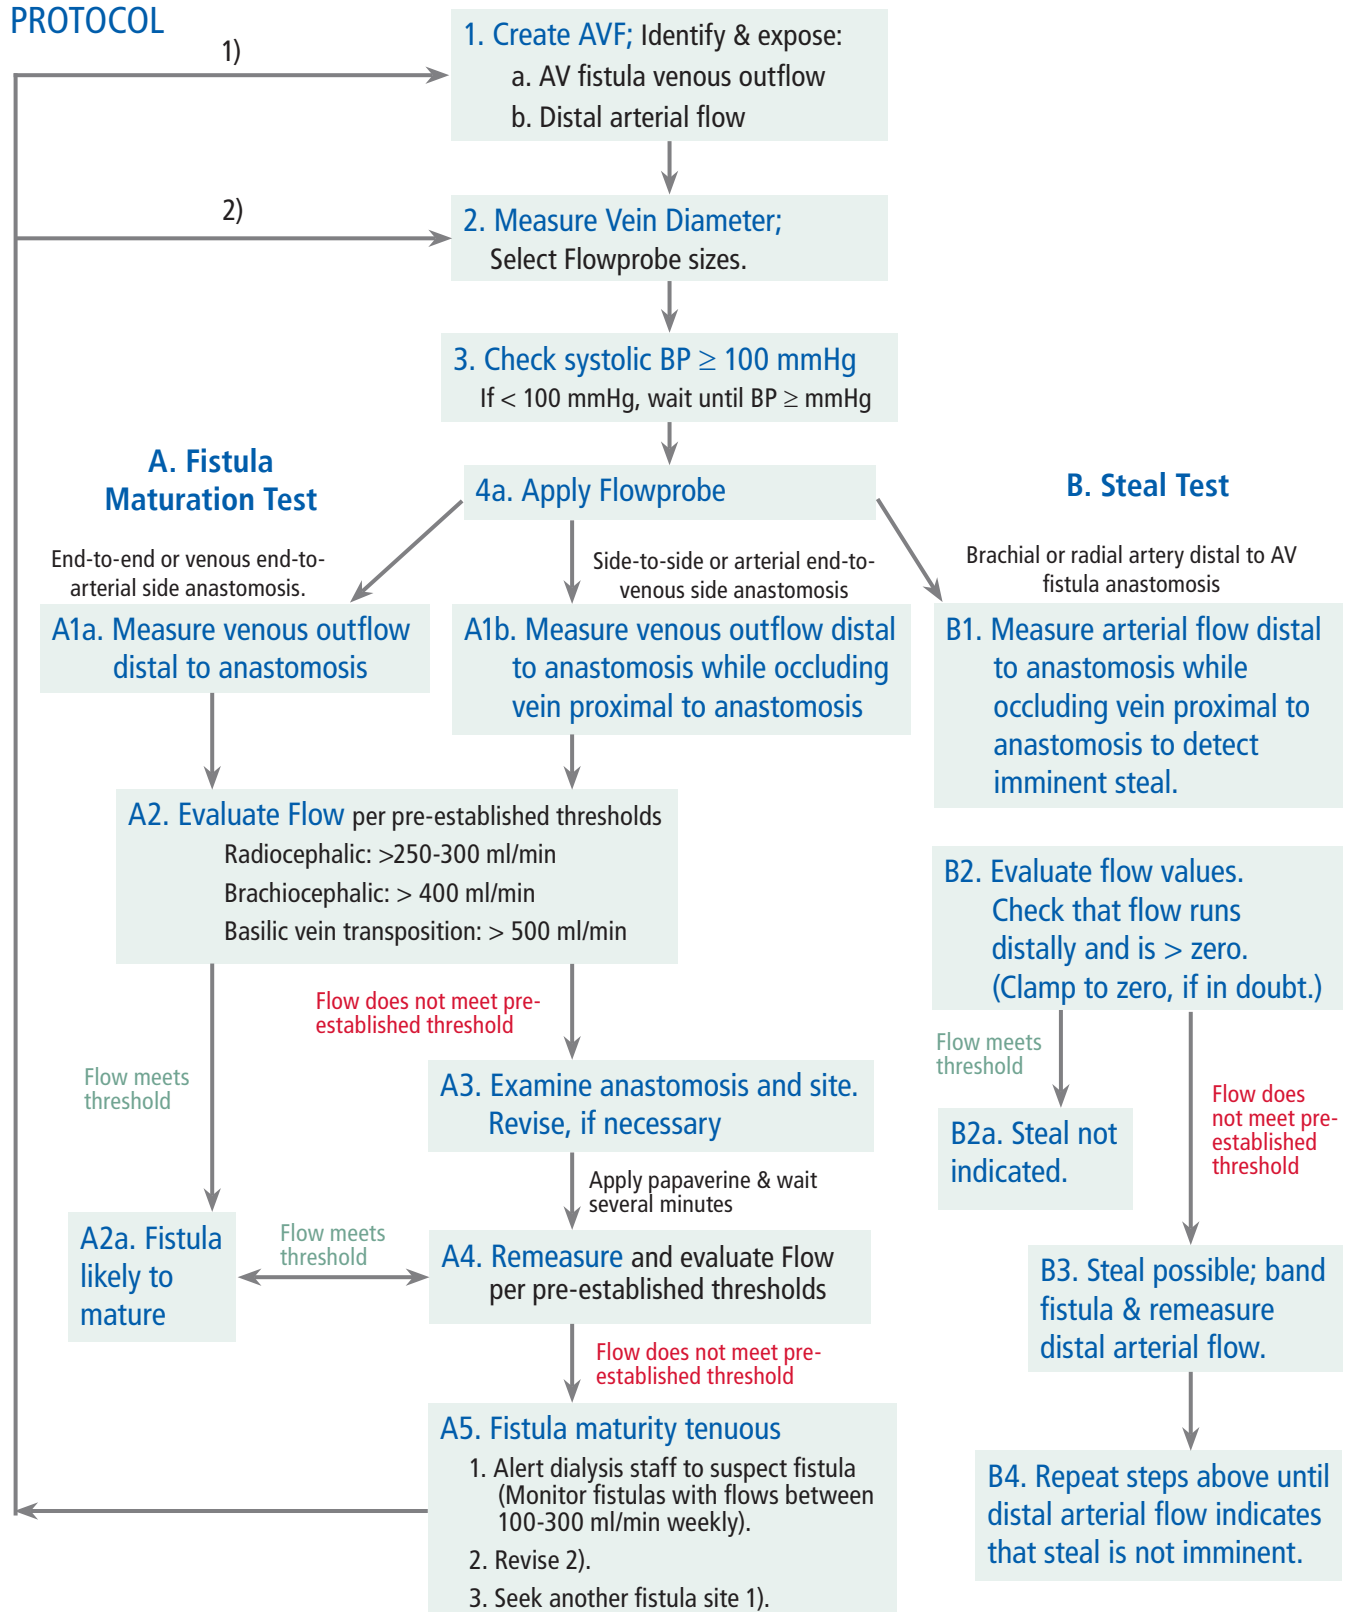 PROTOCOL
1)
1. Create AVF; Identify & expose:
a. AV fistula venous outflow
b. Distal arterial flow
2)
2. Measure Vein Diameter;
Select Flowprobe sizes.
3. Check systolic BP ≥ 100 mmHg
If < 100 mmHg, wait until BP ≥ mmHg
A. Fistula
Maturation Test
4a. Apply Flowprobe
B. Steal Test
End-to-end or venous end-to-
arterial side anastomosis.
Side-to-side or arterial end-to-
venous side anastomosis
Brachial or radial artery distal to AV
fistula anastomosis
A1a. Measure venous outflow
distal to anastomosis
A1b. Measure venous outflow distal
to anastomosis while occluding
vein proximal to anastomosis
B1. Measure arterial flow distal
to anastomosis while
occluding vein proximal to
anastomosis to detect
imminent steal.
A2. Evaluate Flow per pre-established thresholds
Radiocephalic: >250-300 ml/min
Brachiocephalic: > 400 ml/min
Basilic vein transposition: > 500 ml/min
B2. Evaluate flow values.
Check that flow runs
distally and is > zero.
(Clamp to zero, if in doubt.)
Flow does not meet pre-
established threshold
Flow meets
threshold
Flow meets
threshold
Flow does
not meet pre-
established
threshold
A3. Examine anastomosis and site.
Revise, if necessary
B2a. Steal not
indicated.
Apply papaverine & wait
several minutes
A2a. Fistula
likely to
mature
Flow meets
threshold
A4. Remeasure and evaluate Flow
per pre-established thresholds
B3. Steal possible; band
fistula & remeasure
distal arterial flow.
Flow does not meet pre-
established threshold
A5. Fistula maturity tenuous
1. Alert dialysis staff to suspect fistula
(Monitor fistulas with flows between
100-300 ml/min weekly).
2. Revise 2).
3. Seek another fistula site 1).
B4. Repeat steps above until
distal arterial flow indicates
that steal is not imminent.